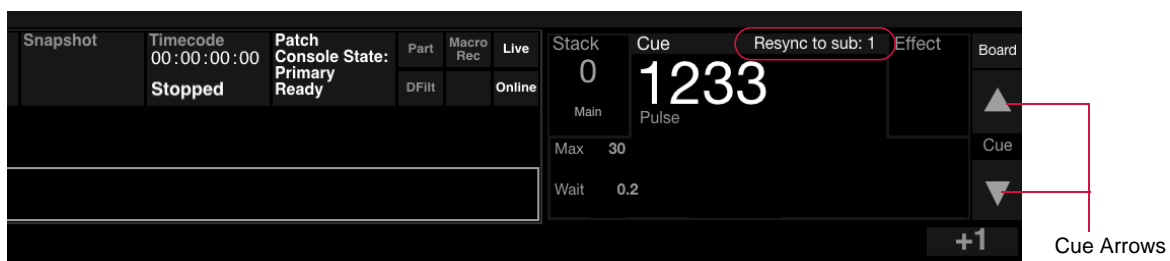 Snapshot
Timecode
00:00:00:00
Stopped
Patch
Console State:
Primary
Ready
Part
Macro
Rec
Live
DFilt
Online
Stack
0
Main
Cue
Resync to sub: 1
1233
Pulse
Effect
Board
Cue
Max 30
Wait 0.2
+1
Cue Arrows